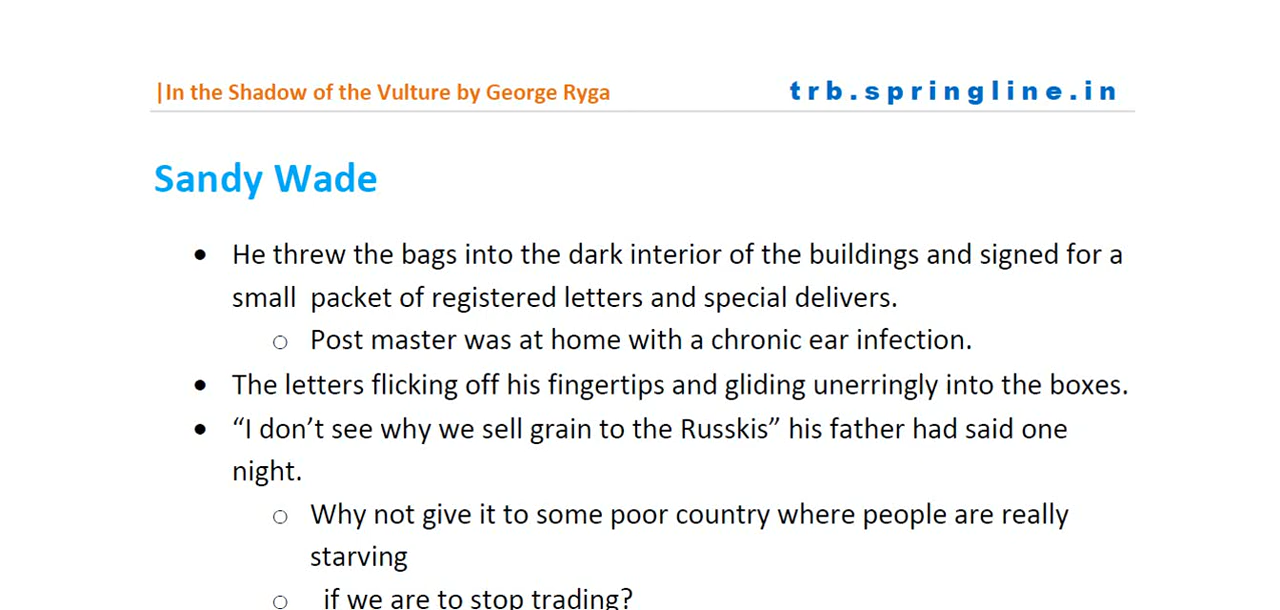 |In the Shadow of the Vulture by George Ryga
trb.springline.in
Sandy Wade
• He threw the bags into the dark interior of the buildings and signed for a
small packet of registered letters and special delivers.
○ Post master was at home with a chronic ear infection.
• The letters flicking off his fingertips and gliding unerringly into the boxes.
• “I don’t see why we sell grain to the Russkis” his father had said one
night.
○ Why not give it to some poor country where people are really
starving
○ if we are to stop trading?